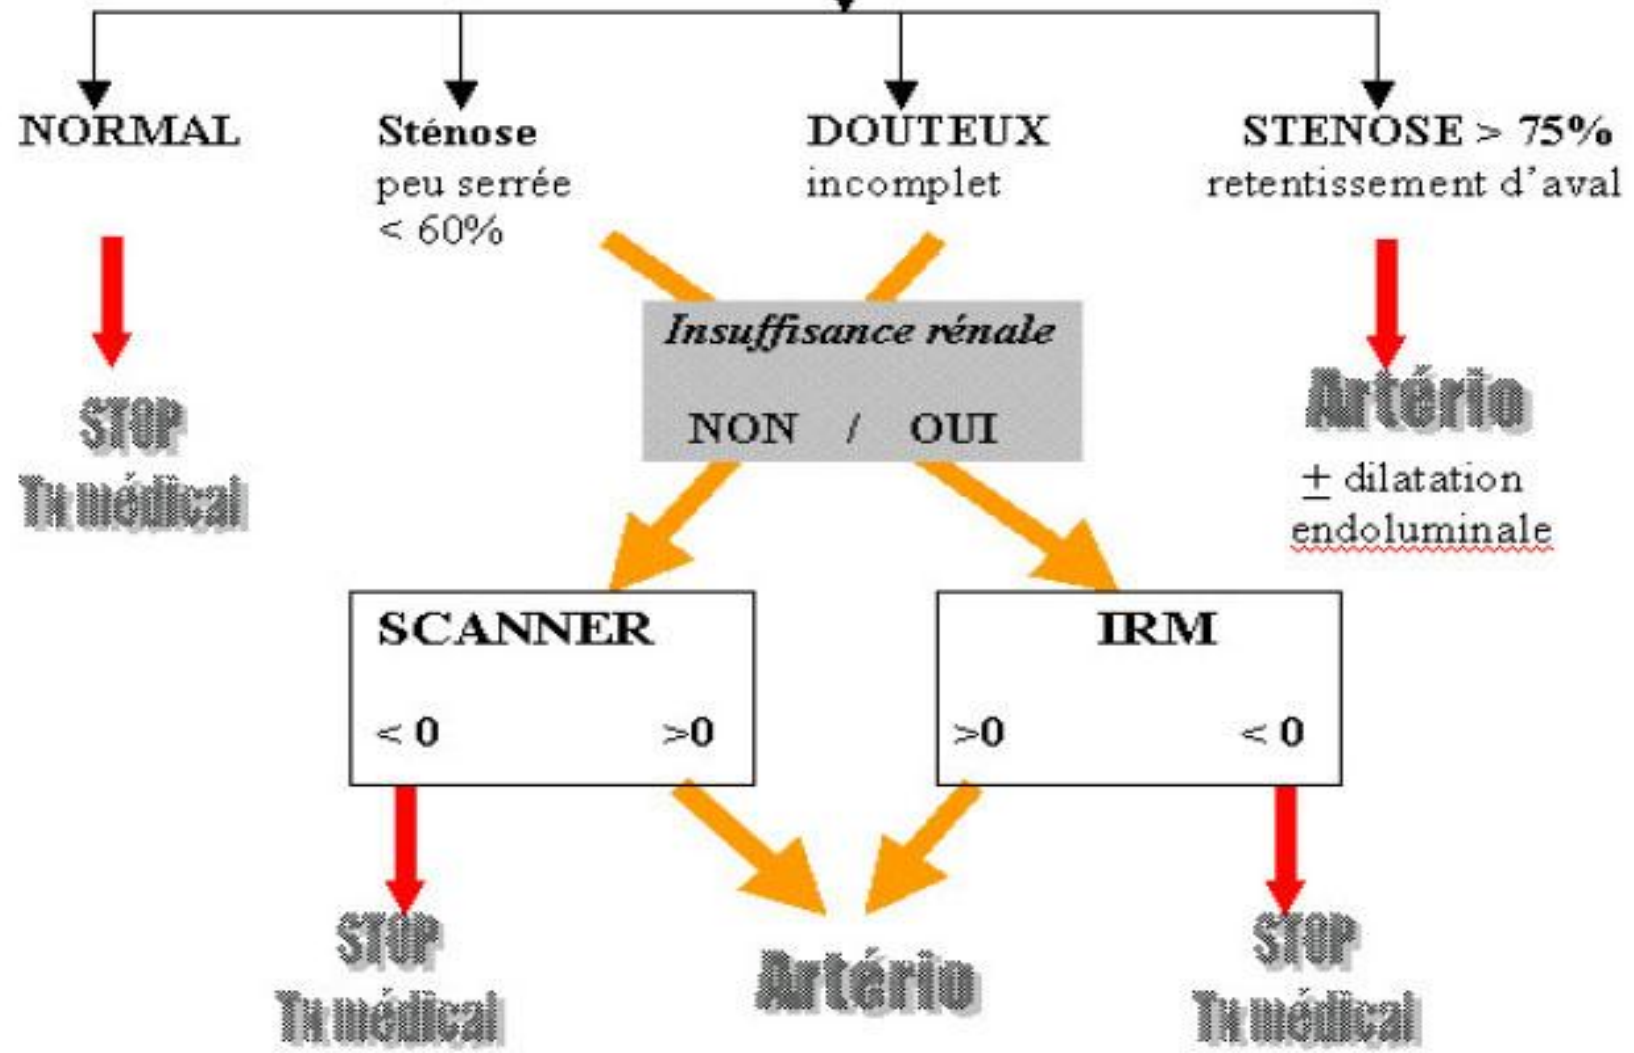 NORMAL
Sténose
peu serrée
< 60%
DOUTEUX
incomplet
STENOSE > 75%
retentissement d'aval
Insuffisance rénale
NON / OUI
STOP
Tt médical
Artério
+ dilatation
endoluminale
SCANNER
< 0 >0
IRM
>0 < 0
STOP
Tt médical
Artério
STOP
Tt médical